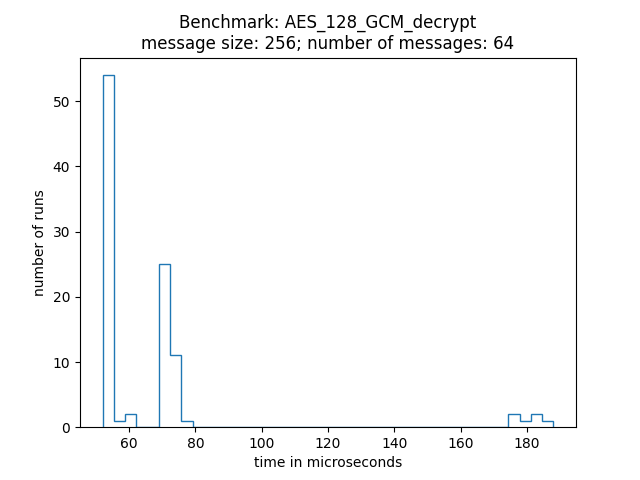 Benchmark: AES_128_GCM_decrypt
message size: 256; number of messages: 64
50
40
30
20
10
0
number of runs
60 80 100 120 140 160 180
time in microseconds